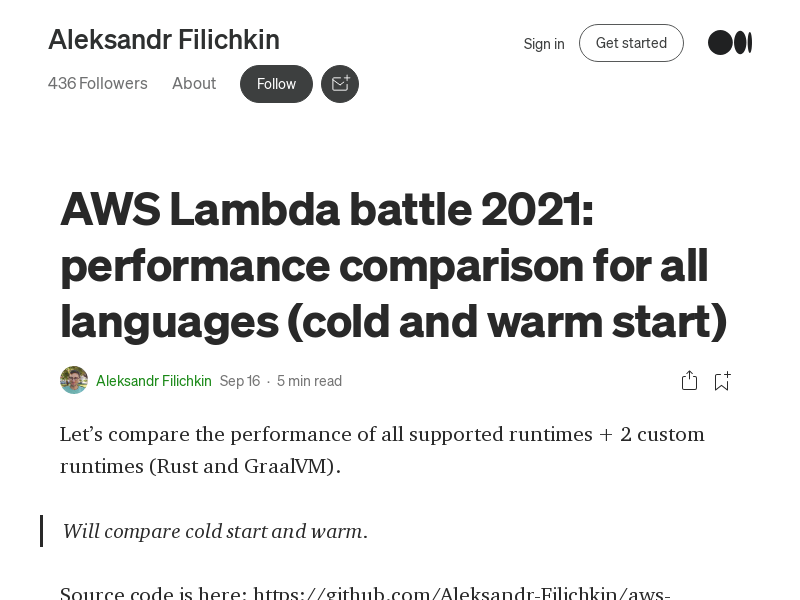 Aleksandr Filichkin
Sign in
Get started
436 Followers
About
Follow
AWS Lambda battle 2021:
performance comparison for all
languages (cold and warm start)
Aleksandr Filichkin Sep 16 · 5 min read
Let’s compare the performance of all supported runtimes + 2 custom
runtimes (Rust and GraalVM).
Will compare cold start and warm.
Source code is here: https://github.com/Aleksandr-Filichkin/aws-